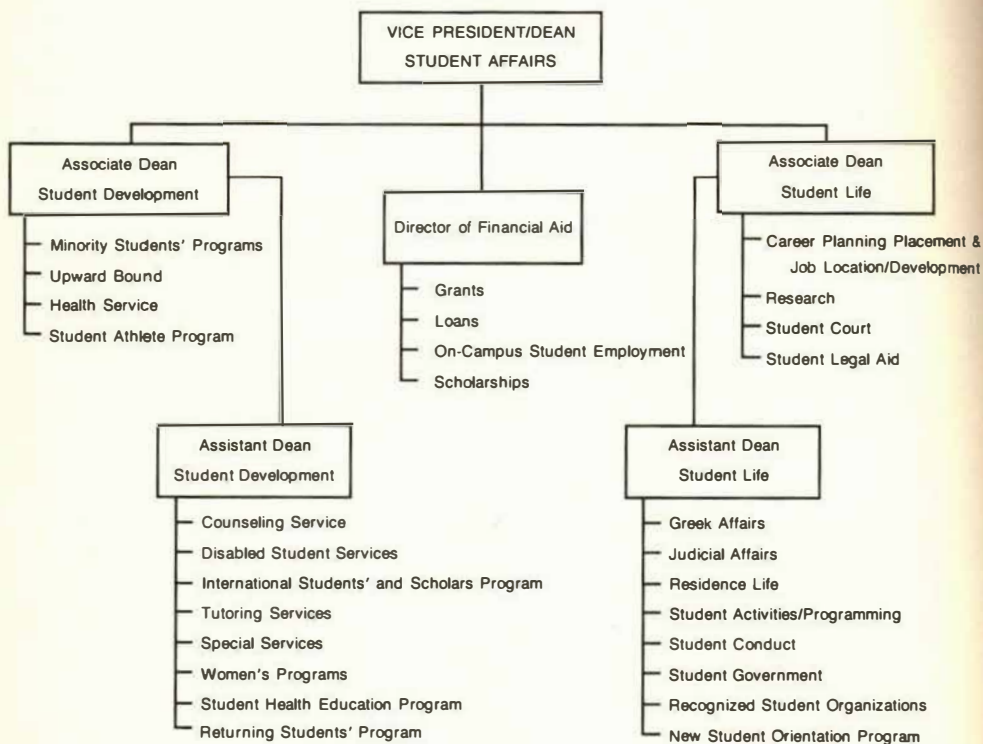 VICE PRESIDENT/DEAN
STUDENT AFFAIRS
Associate Dean
Student Development
Minority Students' Programs
Upward Bound
Health Service
Student Athlete Program
Director of Financial Aid
Grants
Loans
On-Campus Student Employment
Scholarships
Associate Dean
Student Life
Career Planning Placement &
Job Location/Development
Research
Student Court
Student Legal Aid
Assistant Dean
Student Development
Counseling Service
Disabled Student Services
International Students' and Scholars Program
Tutoring Services
Special Services
Women's Programs
Student Health Education Program
Returning Students' Program
Assistant Dean
Student Life
Greek Affairs
Judicial Affairs
Residence Life
Student Activities/Programming
Student Conduct
Student Government
Recognized Student Organizations
New Student Orientation Program